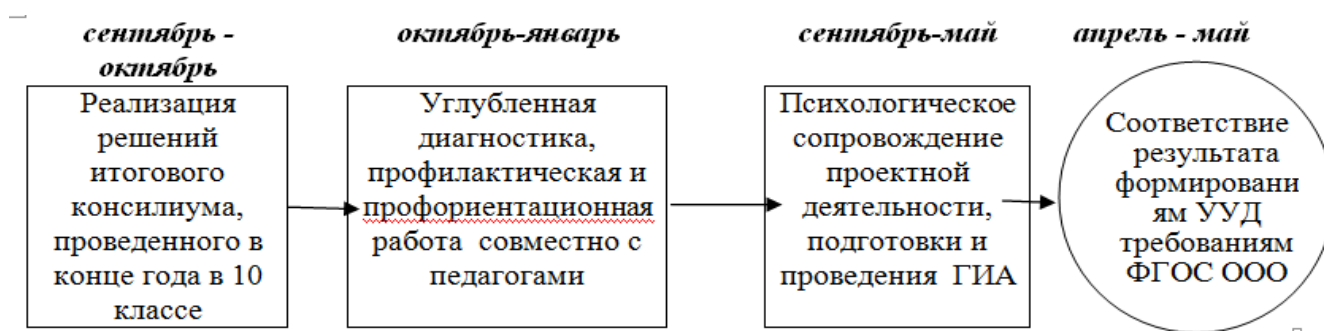 сентябрь -
октябрь
октябрь-январь
сентябрь-май
апрель - май
Реализация
решений
итогового
консилиума,
проведенного в
конце года в 10
классе
Углубленная
диагностика,
профилактическая и
профориентационная
работа совместно с
педагогами
Психологическое
сопровождение
проектной
деятельности,
подготовки и
проведения ГИА
Соответствие
результата
формировани
ям УУД
требованиям
ФГОС ООО